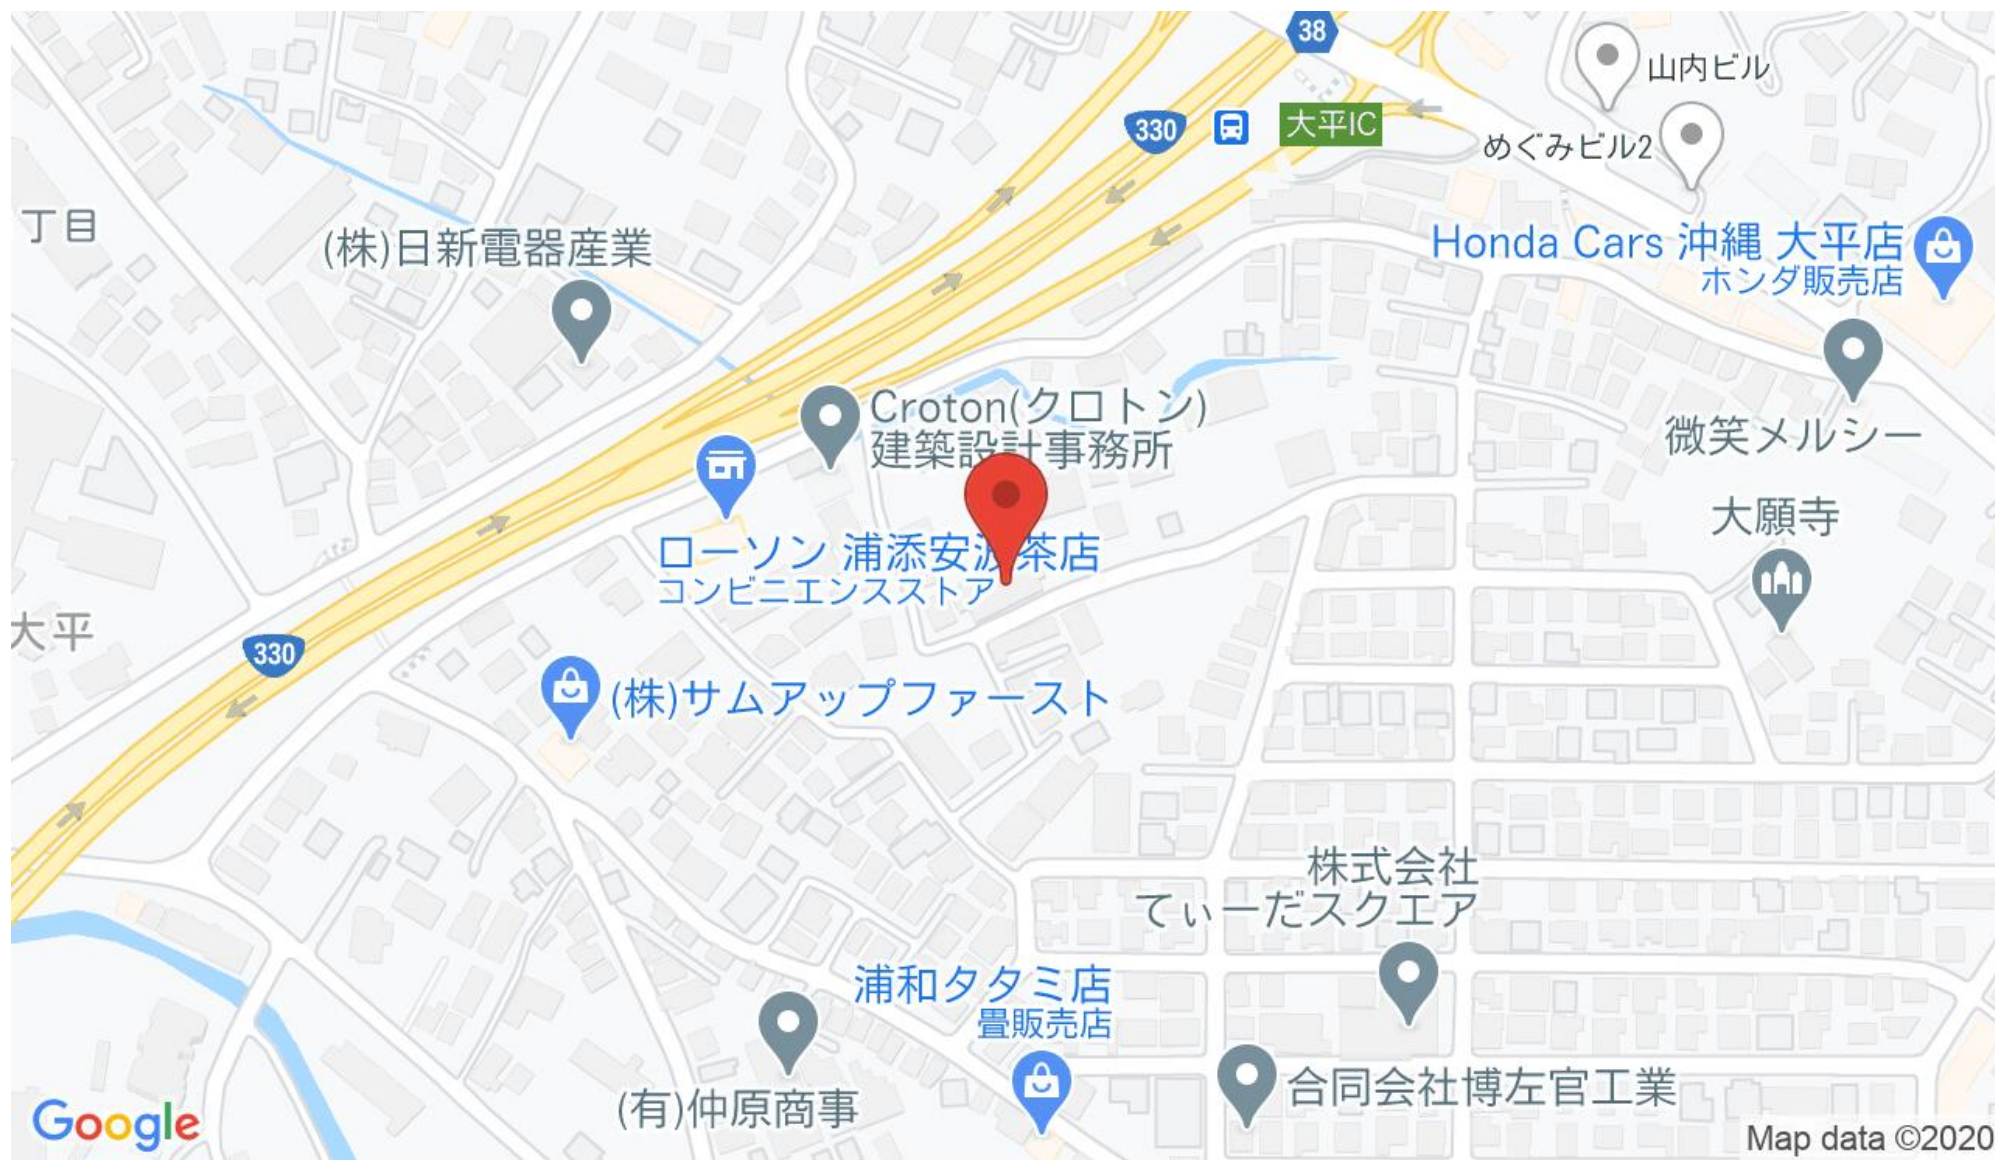 38
山内ビル
330
大平IC
めぐみビル2
丁目
(株)日新電器産業
Honda Cars 沖縄 大平店
ホンダ販売店
Croton(クロトン)
建築設計事務所
微笑メルシー
大願寺
ローソン 浦添安波茶店
コンビニエンスストア
大平
330
(株)サムアップファースト
株式会社
てぃーだスクエア
浦和タタミ店
畳販売店
(有)仲原商事
合同会社博左官工業
Google
Map data ©2020